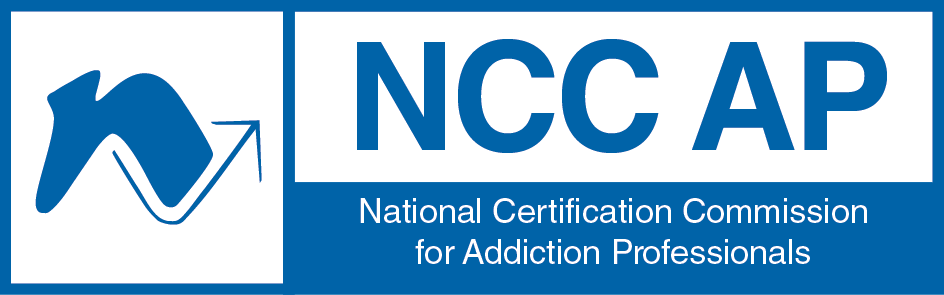 NCC AP
National Certification Commission
for Addiction Professionals